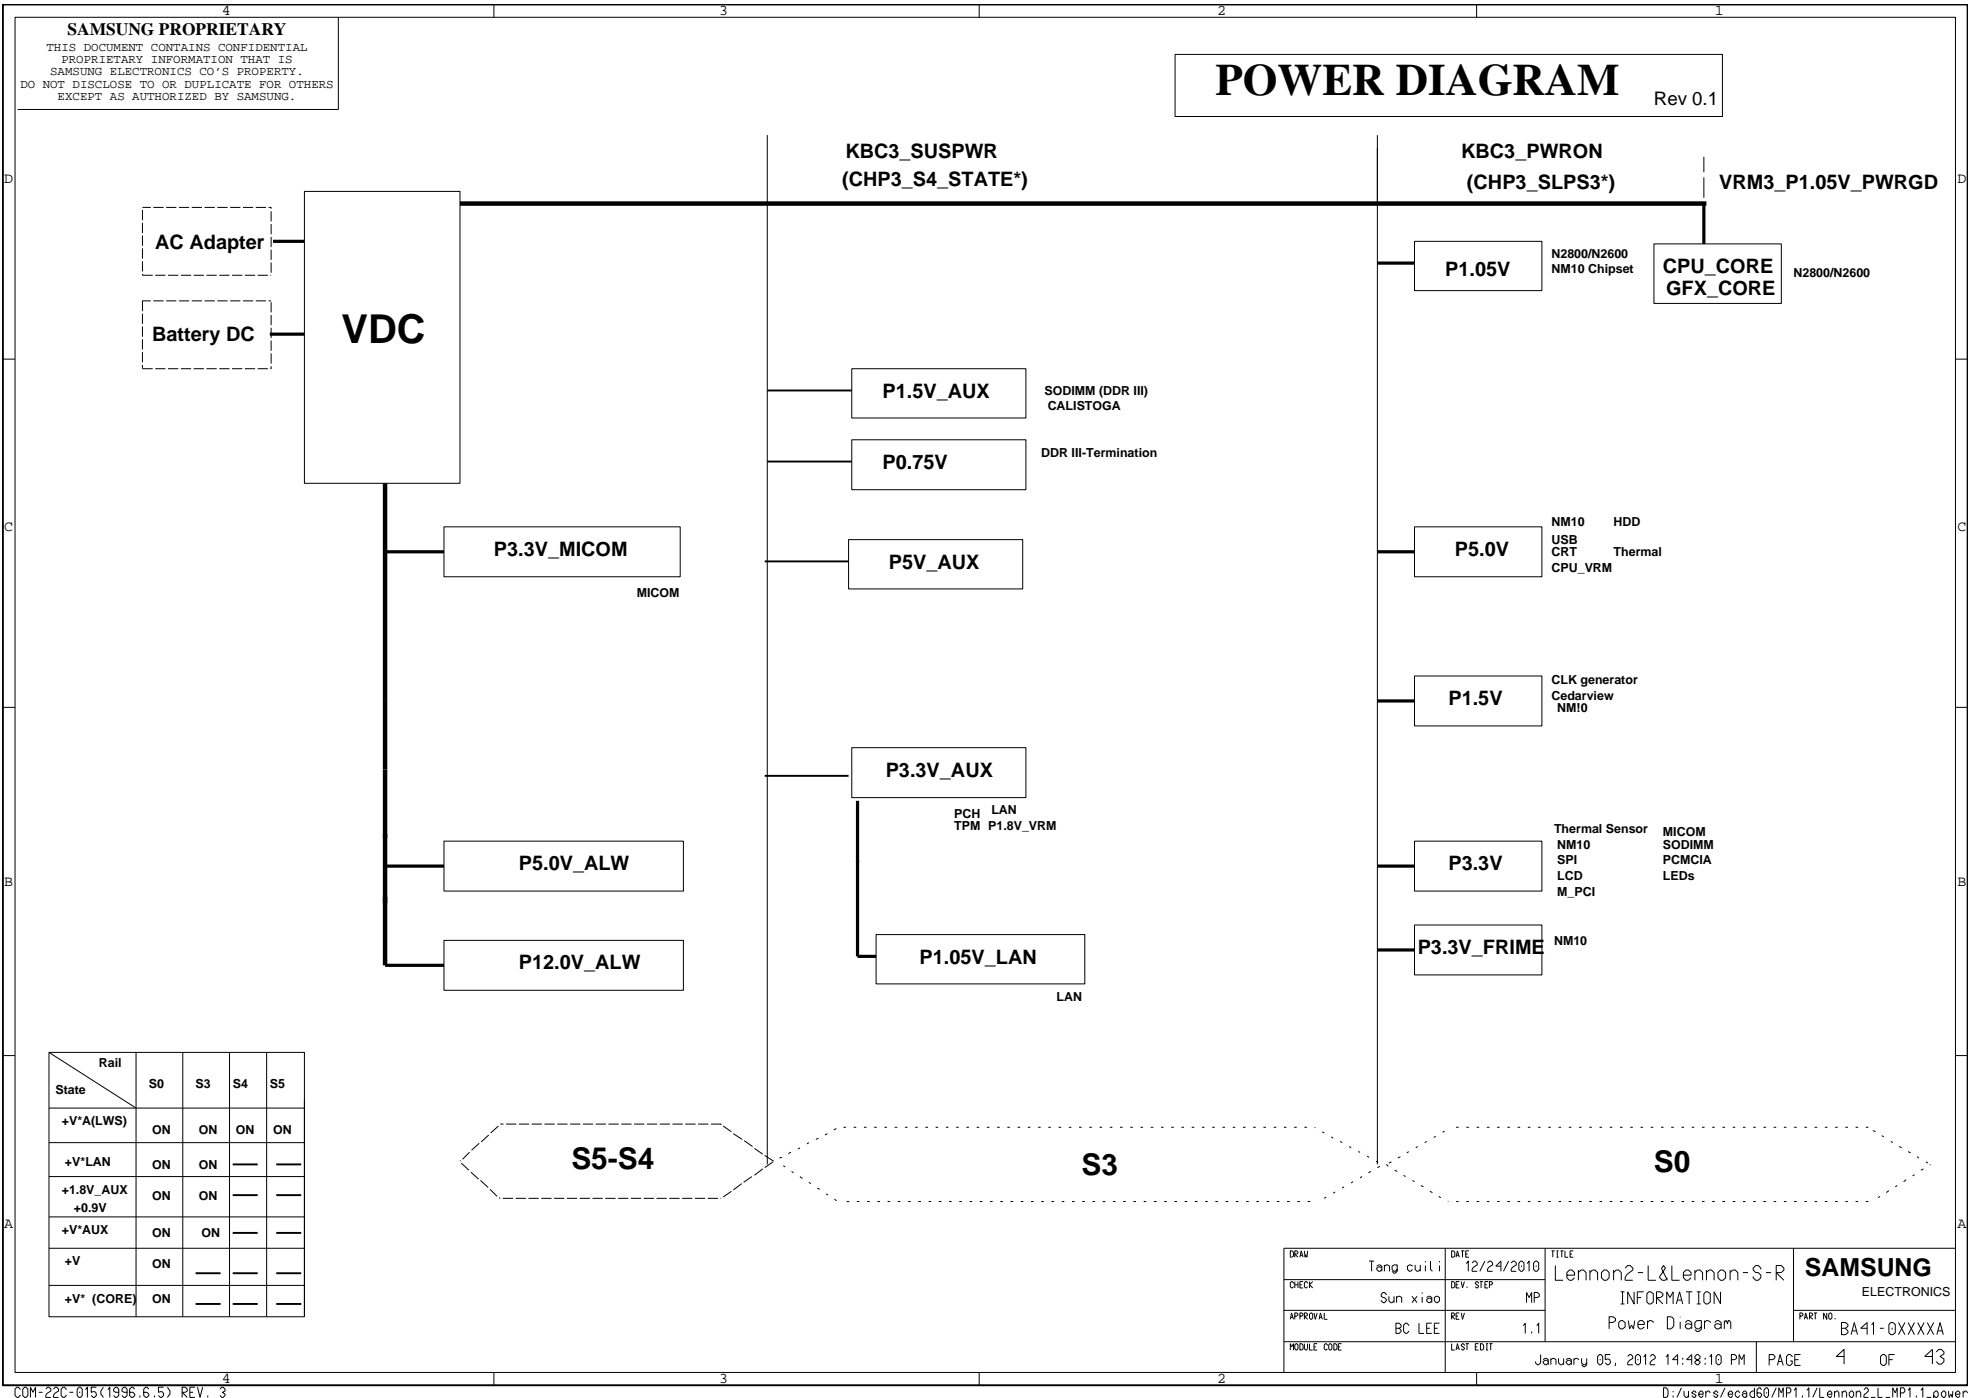 4 3 2 1
SAMSUNG PROPRIETARY
THIS DOCUMENT CONTAINS CONFIDENTIAL
PROPRIETARY INFORMATION THAT IS
SAMSUNG ELECTRONICS CO'S PROPERTY.
DO NOT DISCLOSE TO OR DUPLICATE FOR OTHERS
EXCEPT AS AUTHORIZED BY SAMSUNG.
POWER DIAGRAM Rev 0.1
KBC3_SUSPWR
(CHP3_S4_STATE*)
KBC3_PWRON
(CHP3_SLPS3*)
VRM3_P1.05V_PWRGD
D D
AC Adapter
Battery DC
VDC
P1.05V
N2800/N2600
NM10 Chipset
CPU_CORE
GFX_CORE
N2800/N2600
P1.5V_AUX
SODIMM (DDR III)
CALISTOGA
P0.75V
DDR III-Termination
C C
P3.3V_MICOM
MICOM
P5V_AUX
P5.0V
NM10 HDD
USB
CRT Thermal
CPU_VRM
P1.5V
CLK generator
Cedarview
NM!0
P3.3V_AUX
PCH LAN
TPM P1.8V_VRM
P5.0V_ALW
P3.3V
Thermal Sensor MICOM
NM10 SODIMM
SPI PCMCIA
LCD LEDs
M_PCI
B B
P12.0V_ALW
P1.05V_LAN
LAN
P3.3V_FRIME
NM10
Rail
State
S0 S3 S4 S5
+V*A(LWS) ON ON ON ON
+V*LAN ON ON — —
+1.8V_AUX
+0.9V
ON ON — —
+V*AUX ON ON — —
+V ON — — —
+V* (CORE) ON — — —
S5-S4
S3
S0
A A
DRAW Tang cuili
DATE 12/24/2010
CHECK Sun xiao
DEV. STEP MP
APPROVAL BC LEE
REV 1.1
MODULE CODE
LAST EDIT January 05, 2012 14:48:10 PM
TITLE
Lennon2-L&Lennon-S-R
INFORMATION
Power Diagram
SAMSUNG
ELECTRONICS
PART NO. BA41-0XXXXA
PAGE 4 OF 43
4 3 2 1
COM-22C-015(1996.6.5) REV. 3
D:/users/ecad60/MP1.1/Lennon2_L_MP1.1_power